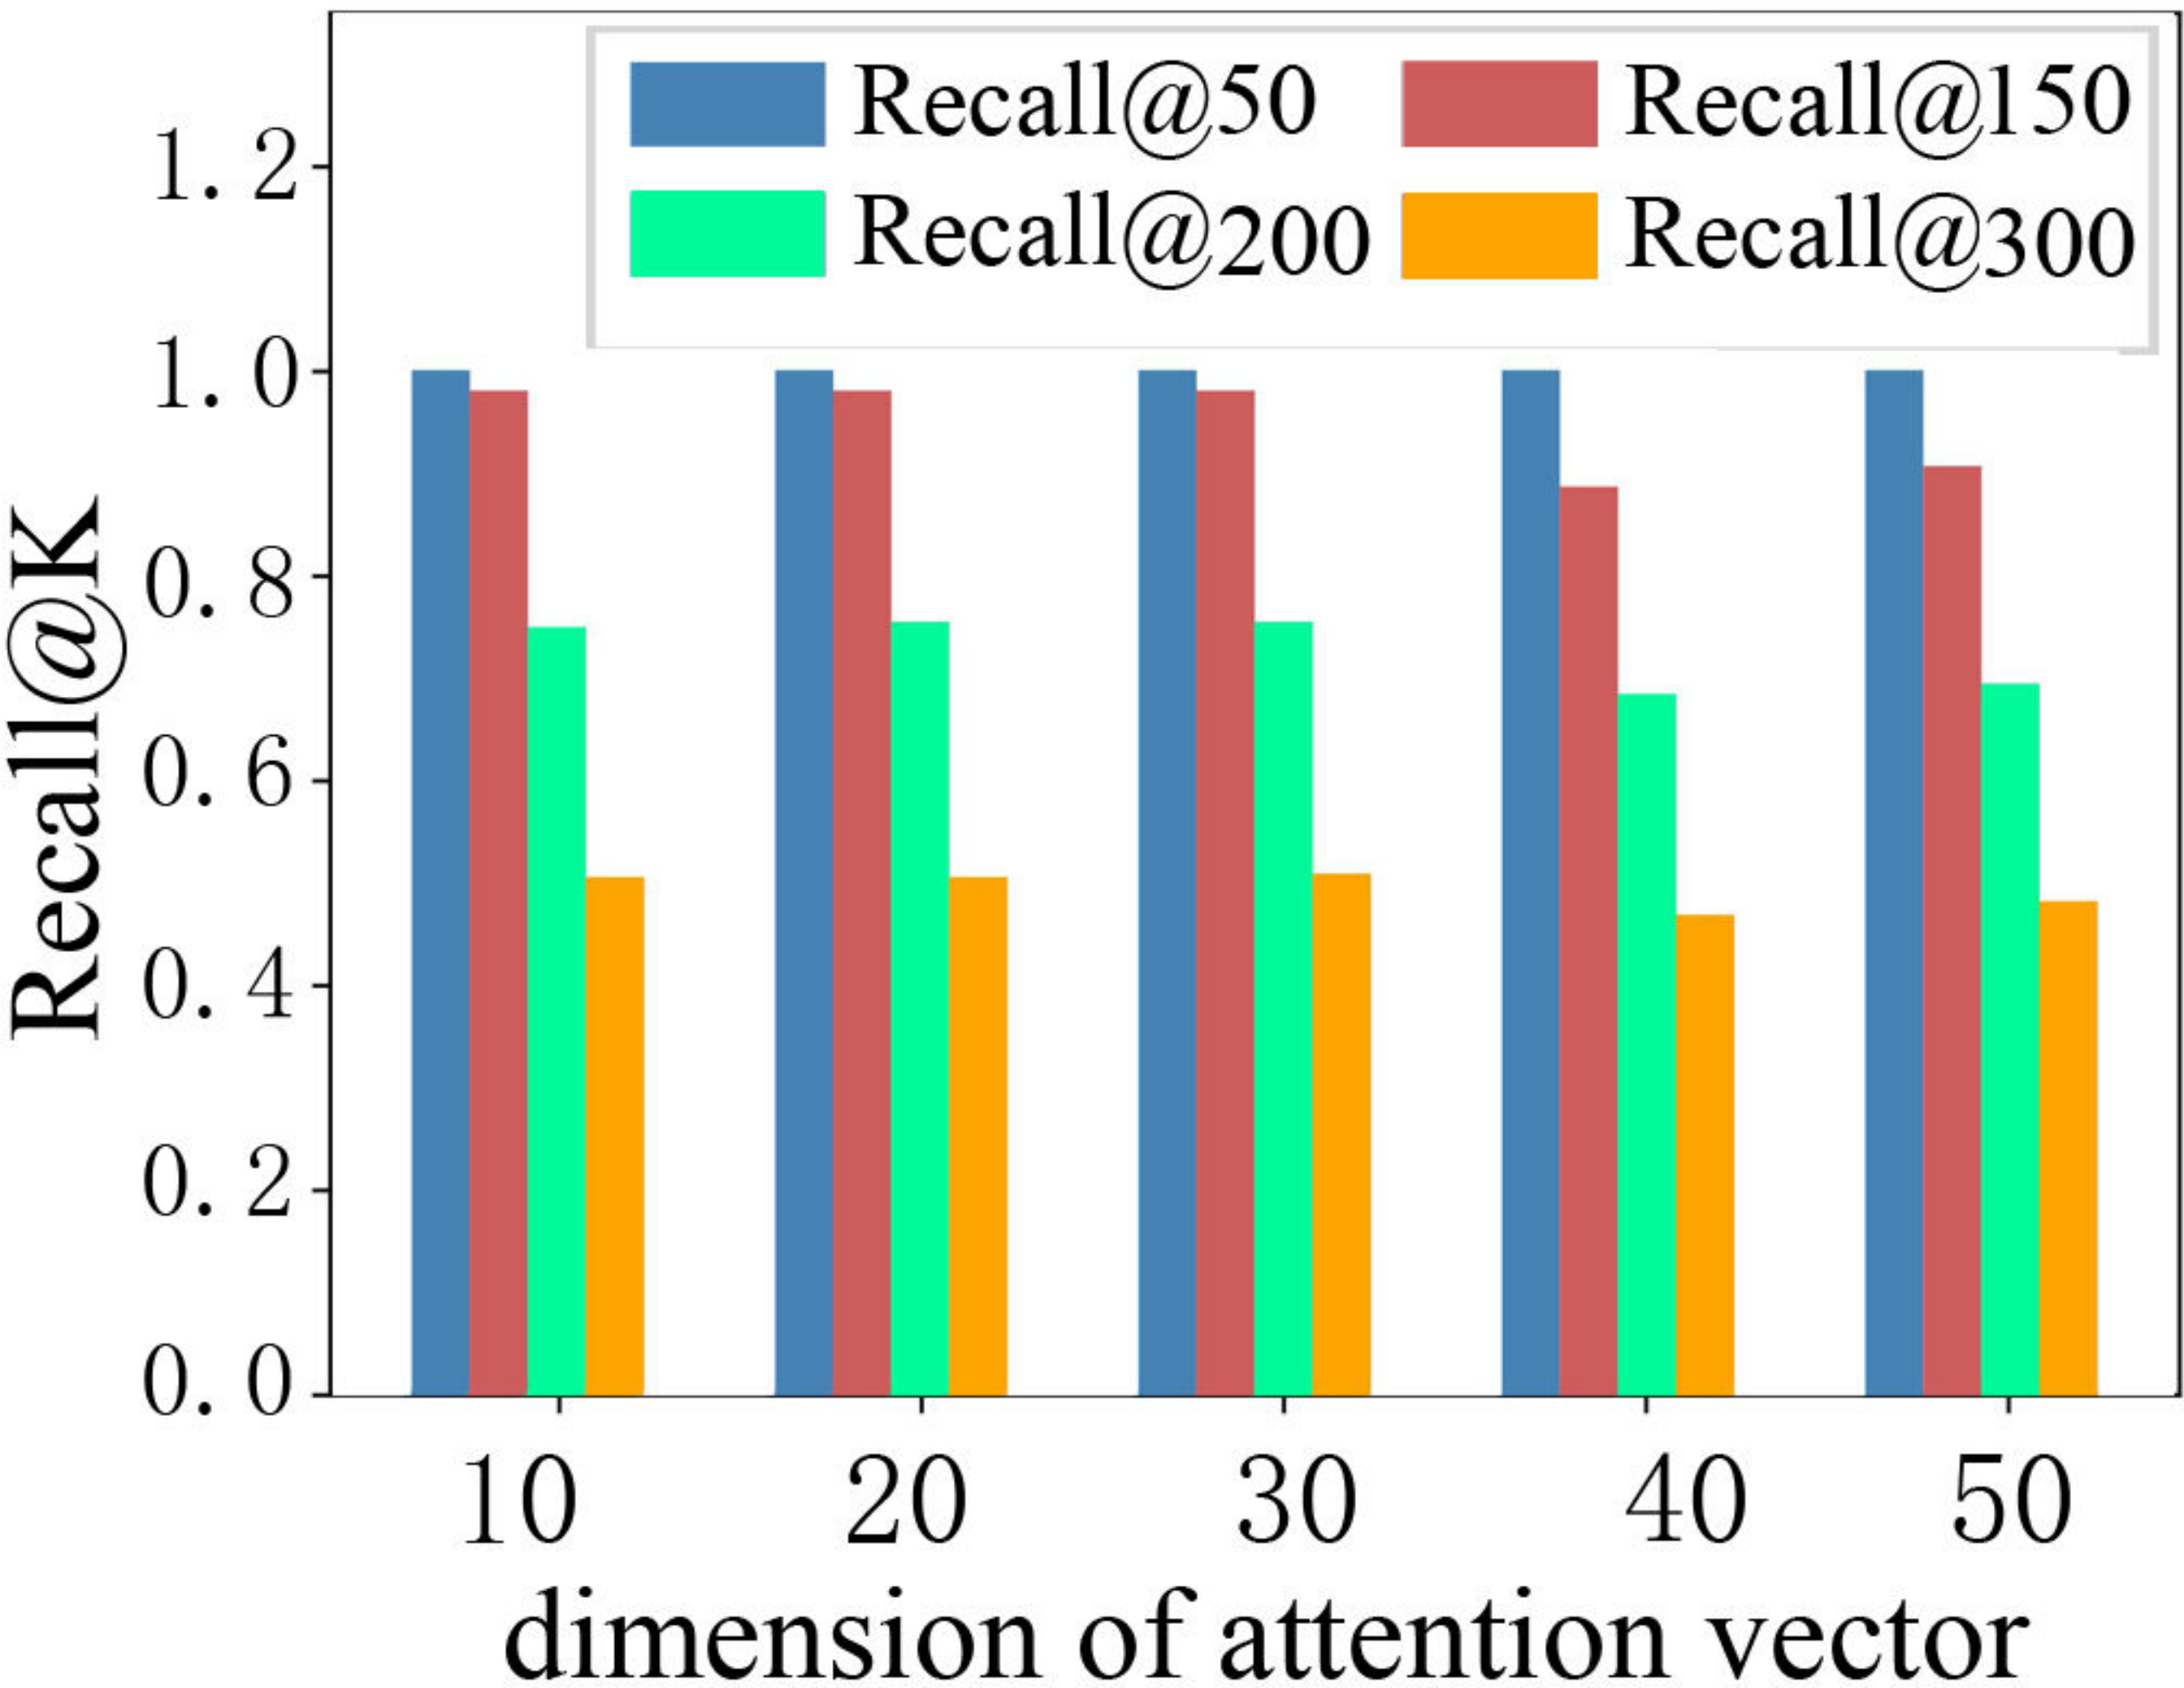 Recall@50 Recall@150
Recall@200 Recall@300
1.2
1.0
0.8
0.6
0.4
0.2
0.0
Recall@K
10 20 30 40 50
dimension of attention vector